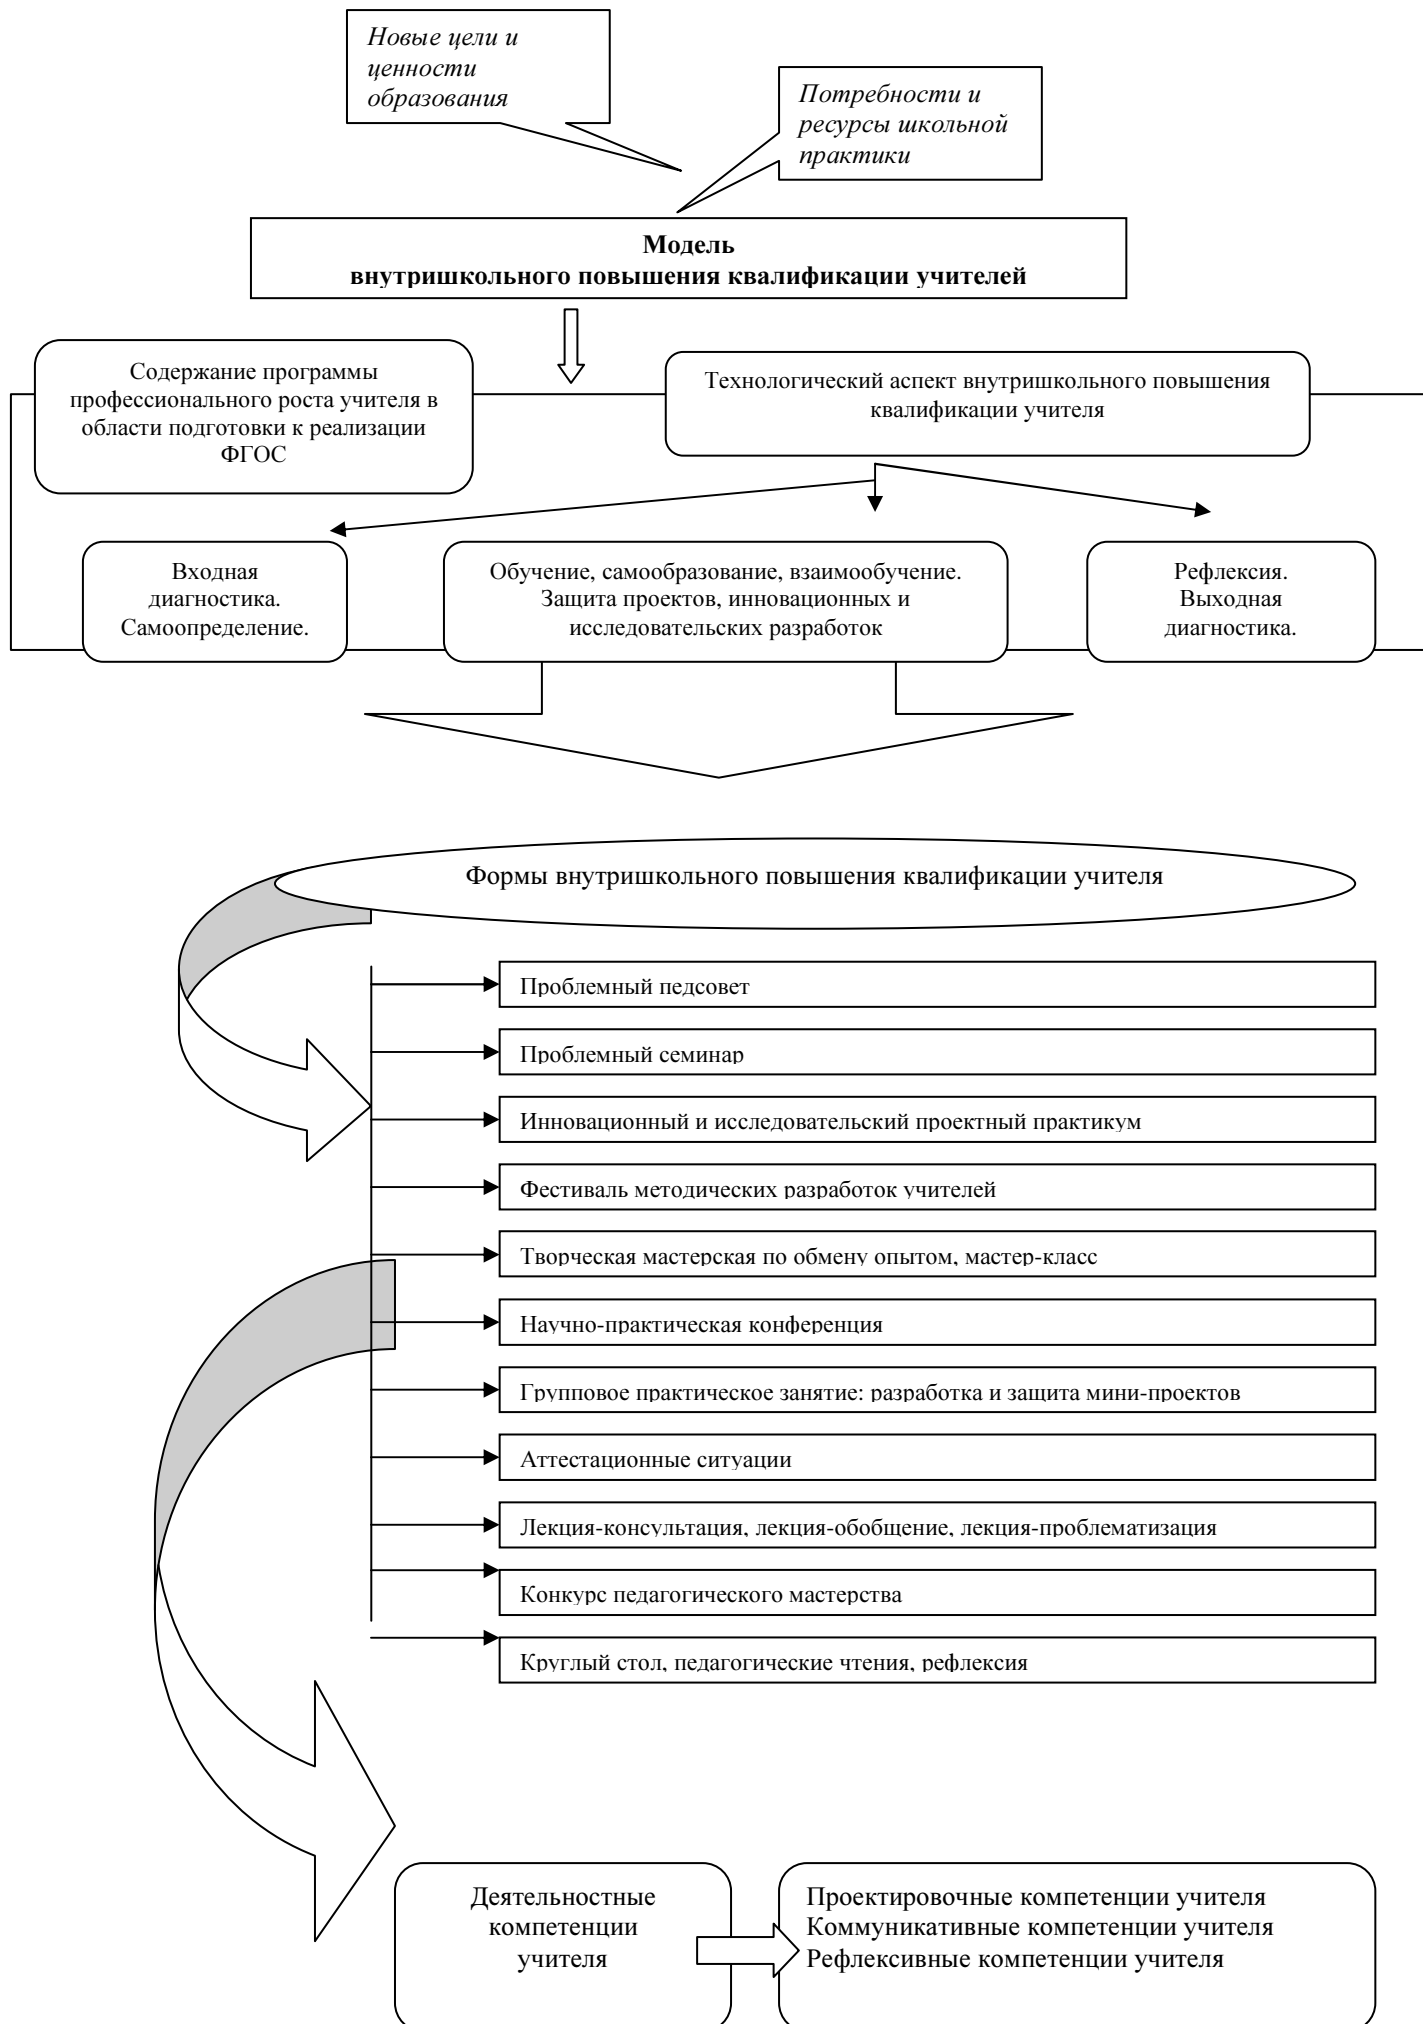 Новые цели и
ценности
образования
Потребности и
ресурсы школьной
практики
Модель
внутришкольного повышения квалификации учителей
Содержание программы
профессионального роста учителя в
области подготовки к реализации
ФГОС
Технологический аспект внутришкольного повышения
квалификации учителя
Входная
диагностика.
Самоопределение.
Обучение, самообразование, взаимообучение.
Защита проектов, инновационных и
исследовательских разработок
Рефлексия.
Выходная
диагностика.
Формы внутришкольного повышения квалификации учителя
Проблемный педсовет
Проблемный семинар
Инновационный и исследовательский проектный практикум
Фестиваль методических разработок учителей
Творческая мастерская по обмену опытом, мастер-класс
Научно-практическая конференция
Групповое практическое занятие: разработка и защита мини-проектов
Аттестационные ситуации
Лекция-консультация, лекция-обобщение, лекция-проблематизация
Конкурс педагогического мастерства
Круглый стол, педагогические чтения, рефлексия
Деятельностные
компетенции
учителя
Проектировочные компетенции учителя
Коммуникативные компетенции учителя
Рефлексивные компетенции учителя